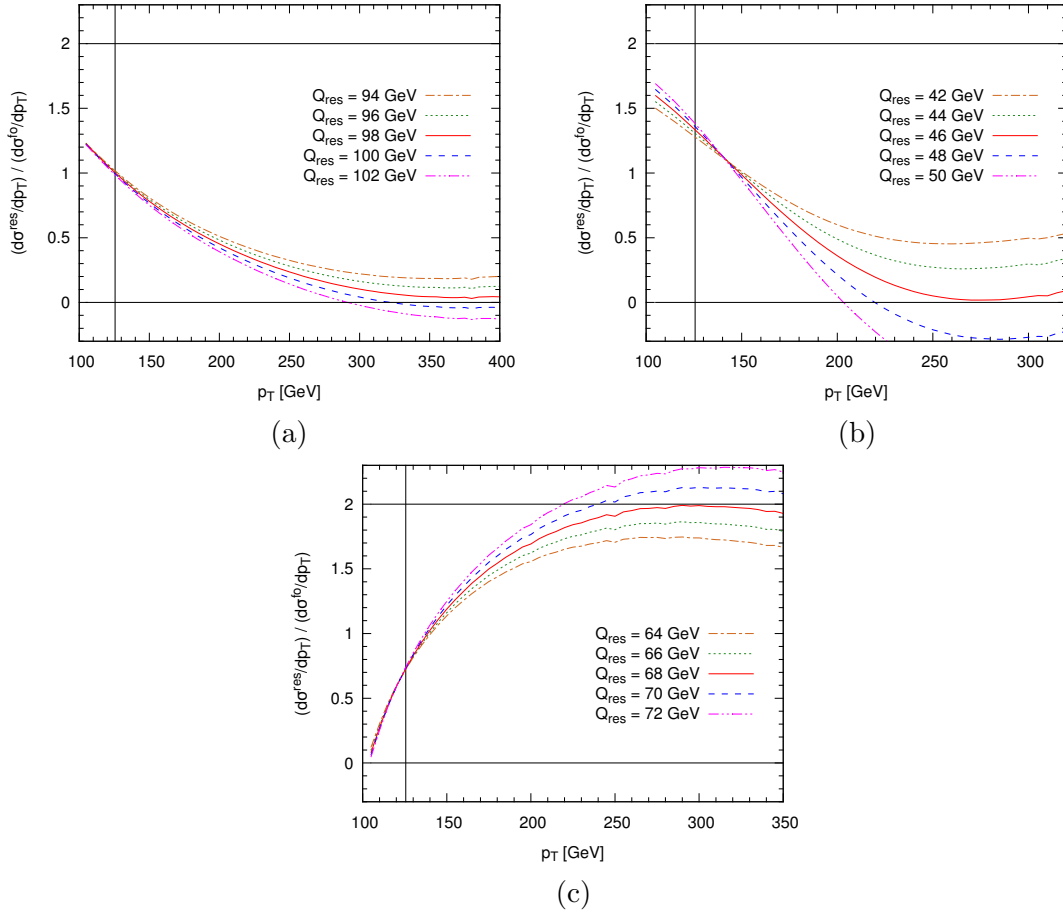 (dσ^res/dp_T) / (dσ^fo/dp_T)
2
1.5
1
0.5
0
Q_res = 94 GeV
Q_res = 96 GeV
Q_res = 98 GeV
Q_res = 100 GeV
Q_res = 102 GeV
100 150 200 250 300 350 400
p_T [GeV]
(a)
(dσ^res/dp_T) / (dσ^fo/dp_T)
2
1.5
1
0.5
0
Q_res = 42 GeV
Q_res = 44 GeV
Q_res = 46 GeV
Q_res = 48 GeV
Q_res = 50 GeV
100 150 200 250 300
p_T [GeV]
(b)
(dσ^res/dp_T) / (dσ^fo/dp_T)
2
1.5
1
0.5
0
Q_res = 64 GeV
Q_res = 66 GeV
Q_res = 68 GeV
Q_res = 70 GeV
Q_res = 72 GeV
100 150 200 250 300 350
p_T [GeV]
(c)